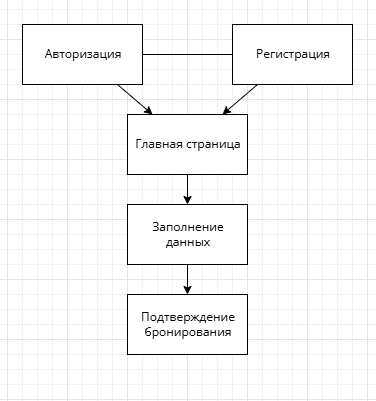 Авторизация
Регистрация
Главная страница
Заполнение
данных
Подтверждение
бронирования